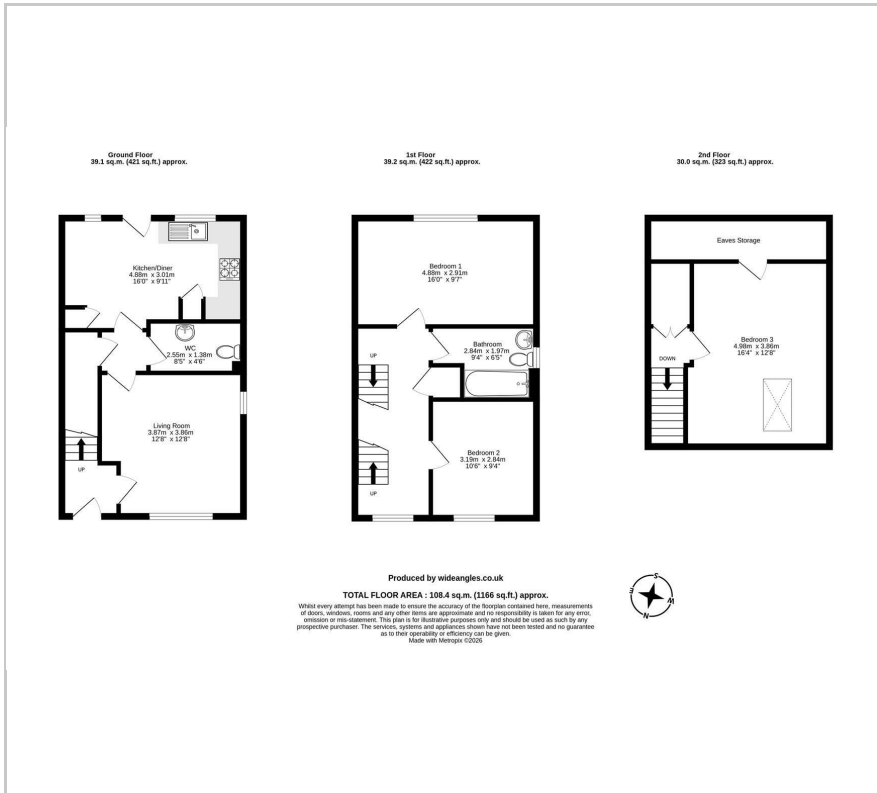 Ground Floor
39.1 sq.m. (421 sq.ft.) approx.
1st Floor
39.2 sq.m. (422 sq.ft.) approx.
2nd Floor
30.0 sq.m. (323 sq.ft.) approx.
Kitchen/Diner
4.88m x 3.01m
16'0" x 9'11"
WC
2.55m x 1.38m
8'5" x 4'6"
Living Room
3.87m x 3.86m
12'8" x 12'8"
UP
Bedroom 1
4.88m x 2.91m
16'0" x 9'7"
UP
Bathroom
2.84m x 1.97m
9'4" x 6'5"
Bedroom 2
3.19m x 2.84m
10'6" x 9'4"
UP
Eaves Storage
Bedroom 3
4.98m x 3.86m
16'4" x 12'8"
DOWN
Produced by wideangles.co.uk
TOTAL FLOOR AREA : 108.4 sq.m. (1166 sq.ft.) approx.
Whilst every attempt has been made to ensure the accuracy of the floorplan contained here, measurements
of doors, windows, rooms and any other items are approximate and no responsibility is taken for any error,
omission or mis-statement. This plan is for illustrative purposes only and should be used as such by any
prospective purchaser. The services, systems and appliances shown have not been tested and no guarantee
as to their operability or efficiency can be given.
Made with Metropix ©2026
S
E
W
N